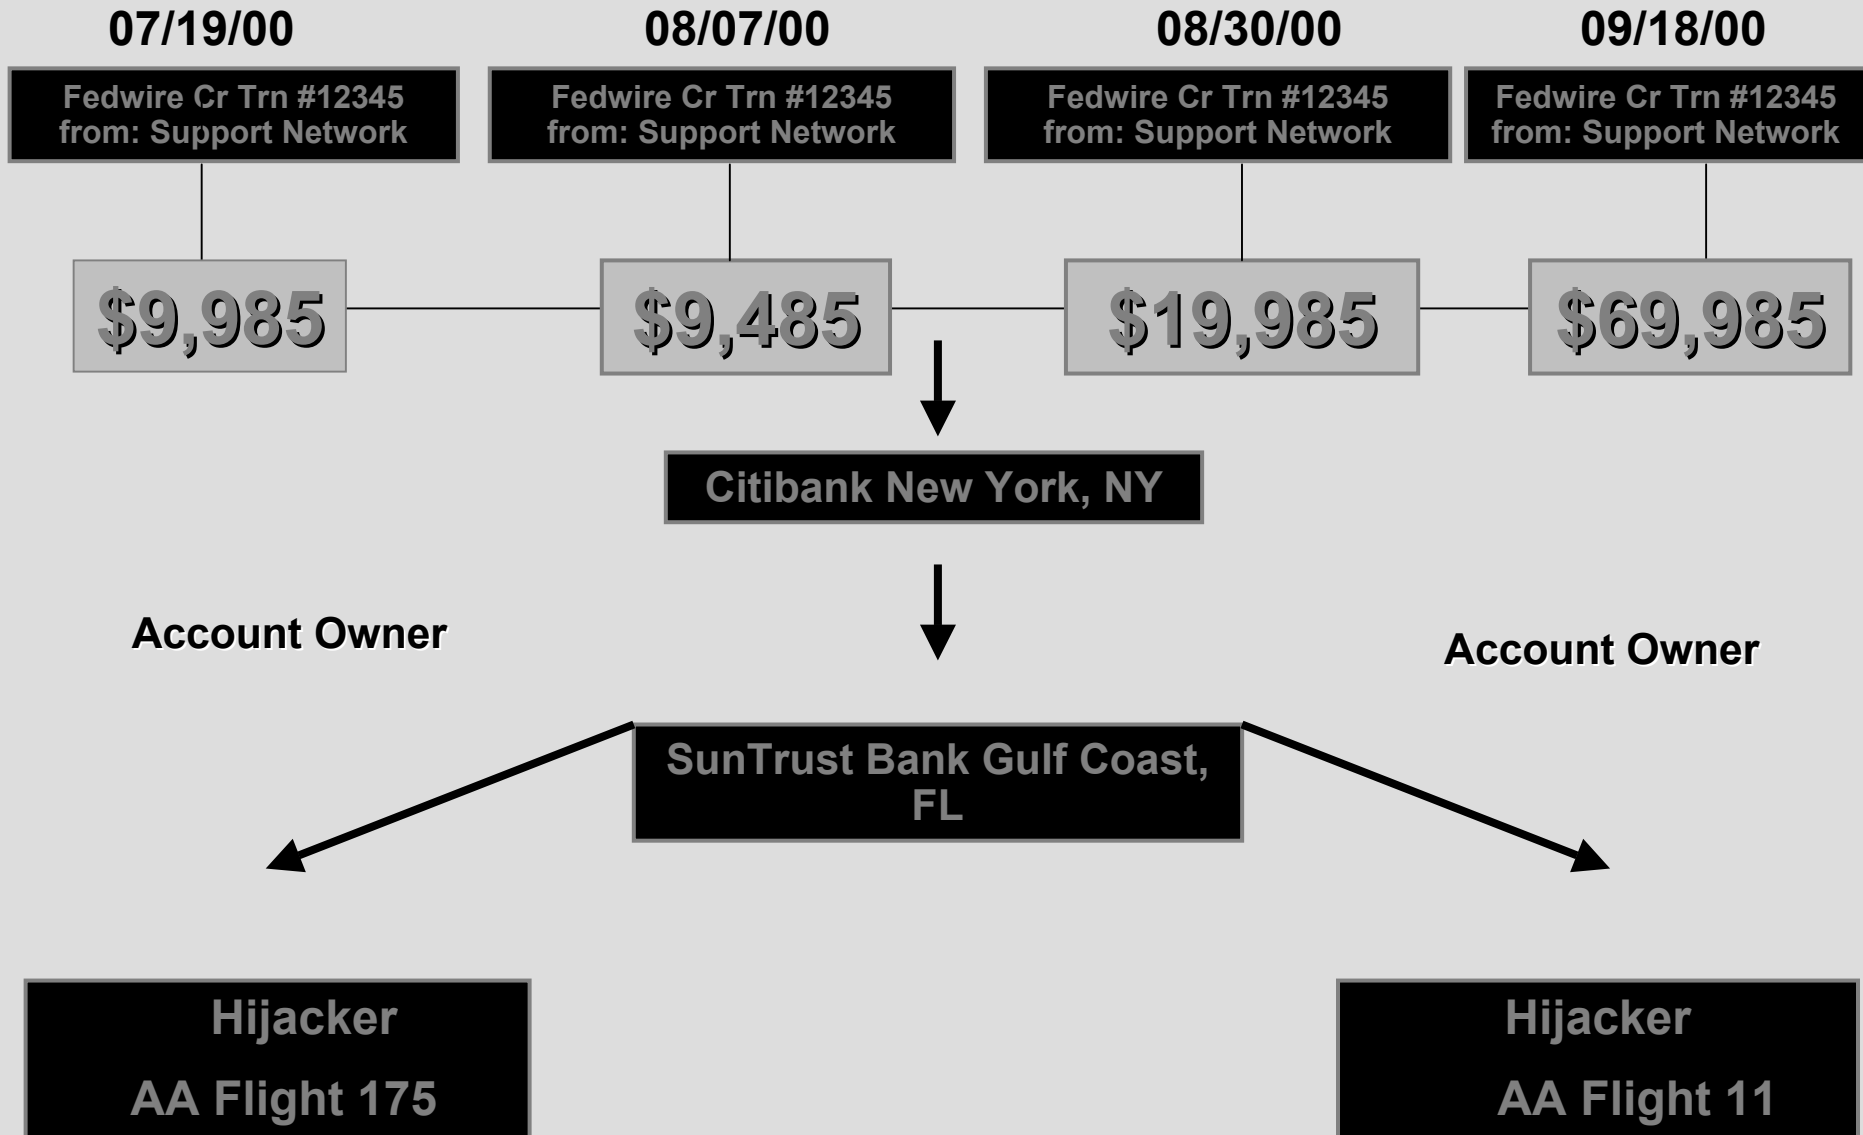 07/19/00
08/07/00
08/30/00
09/18/00
Fedwire Cr Trn #12345
from: Support Network
Fedwire Cr Trn #12345
from: Support Network
Fedwire Cr Trn #12345
from: Support Network
Fedwire Cr Trn #12345
from: Support Network
$9,985
$9,485
$19,985
$69,985
Citibank New York, NY
Account Owner
Account Owner
SunTrust Bank Gulf Coast,
FL
Hijacker
AA Flight 175
Hijacker
AA Flight 11